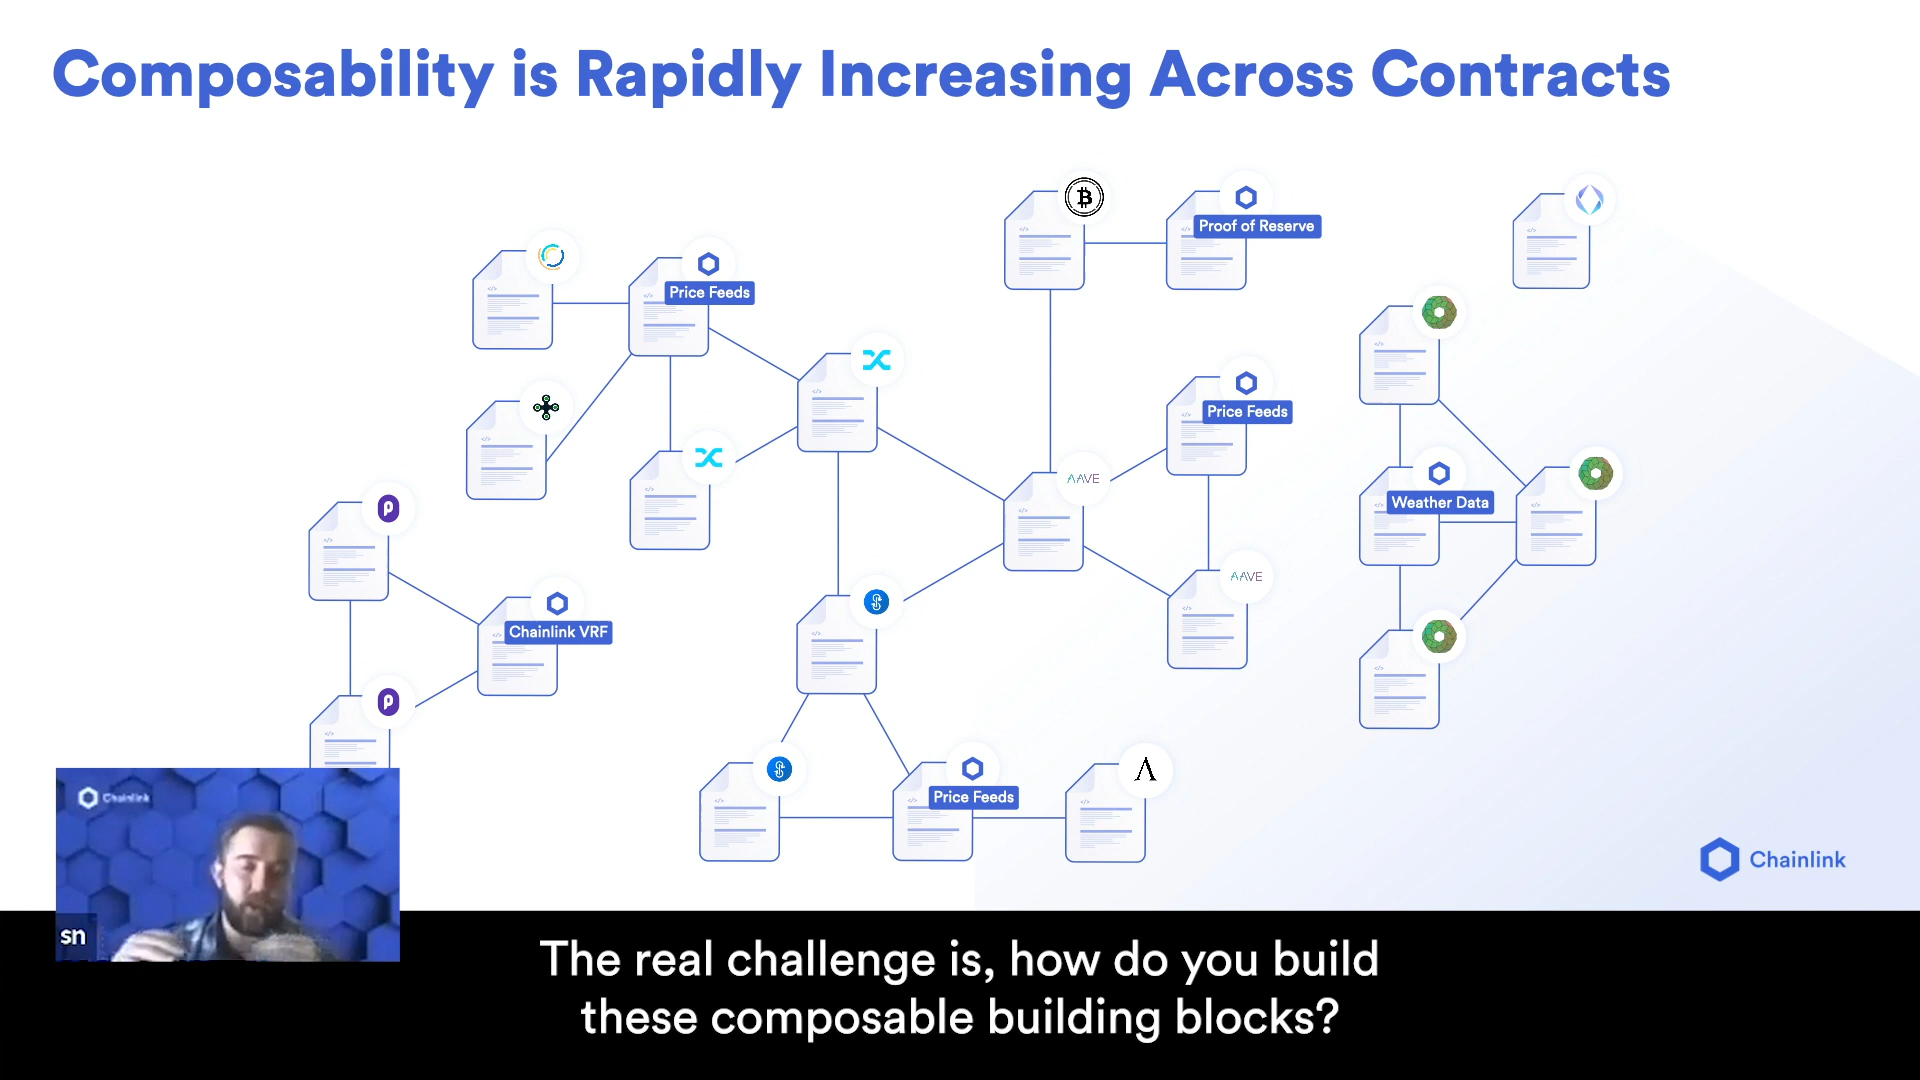 Composability is Rapidly Increasing Across Contracts
Proof of Reserve
Price Feeds
Price Feeds
AAVE
Weather Data
AAVE
Chainlink VRF
Price Feeds
Chainlink
Chainlink
sn
The real challenge is, how do you build
these composable building blocks?